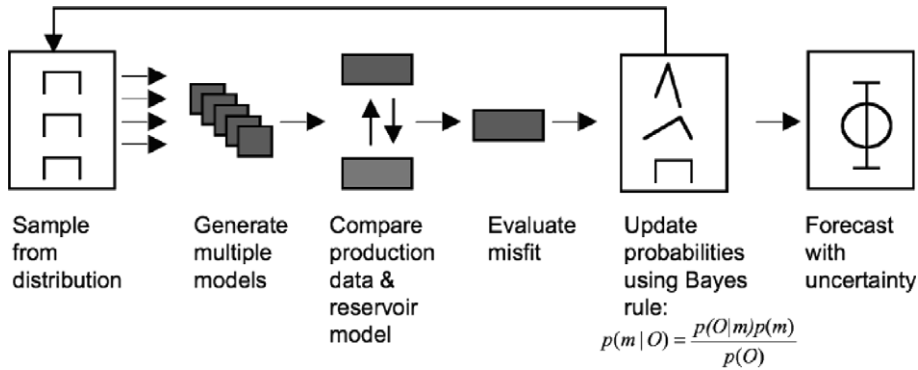 Sample
from
distribution
Generate
multiple
models
Compare
production
data &
reservoir
model
Evaluate
misfit
Update
probabilities
using Bayes
rule:
p(m | O) = p(O|m)p(m) / p(O)
Forecast
with
uncertainty